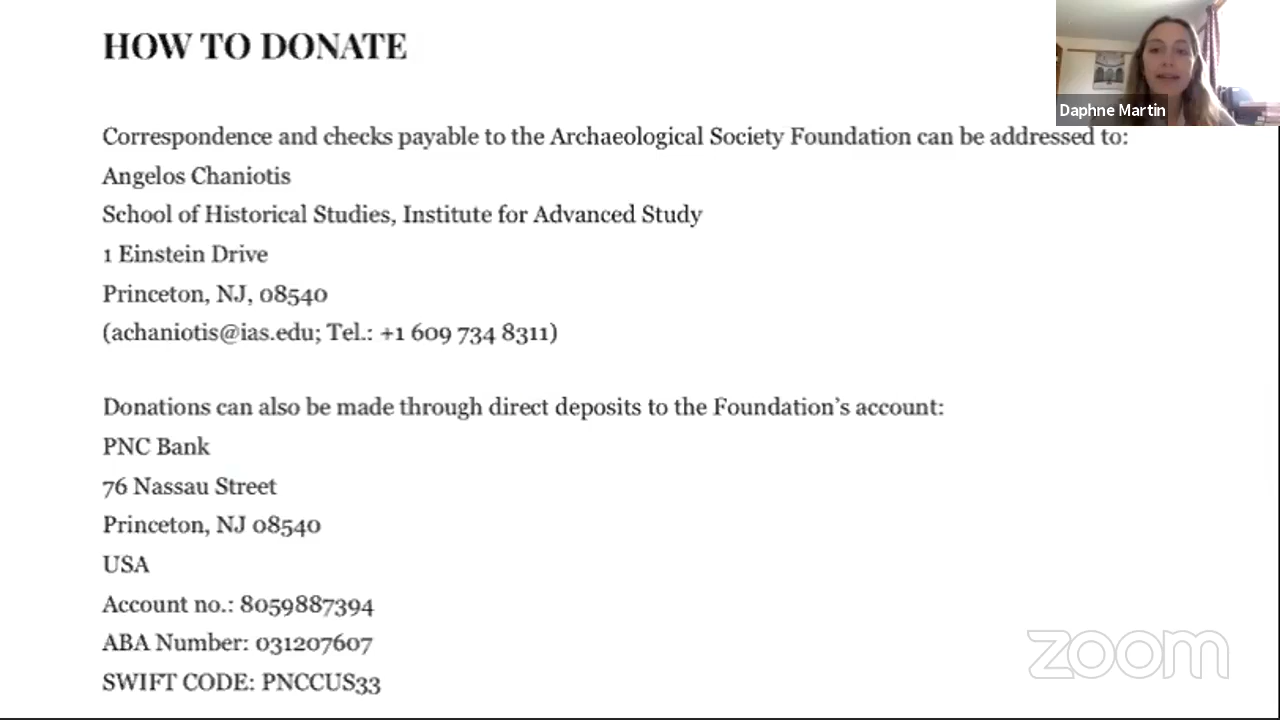 HOW TO DONATE
Daphne Martin
Correspondence and checks payable to the Archaeological Society Foundation can be addressed to:
Angelos Chaniotis
School of Historical Studies, Institute for Advanced Study
1 Einstein Drive
Princeton, NJ, 08540
(achaniotis@ias.edu; Tel.: +1 609 734 8311)
Donations can also be made through direct deposits to the Foundation's account:
PNC Bank
76 Nassau Street
Princeton, NJ 08540
USA
Account no.: 8059887394
ABA Number: 031207607
SWIFT CODE: PNCCUS33
zoom